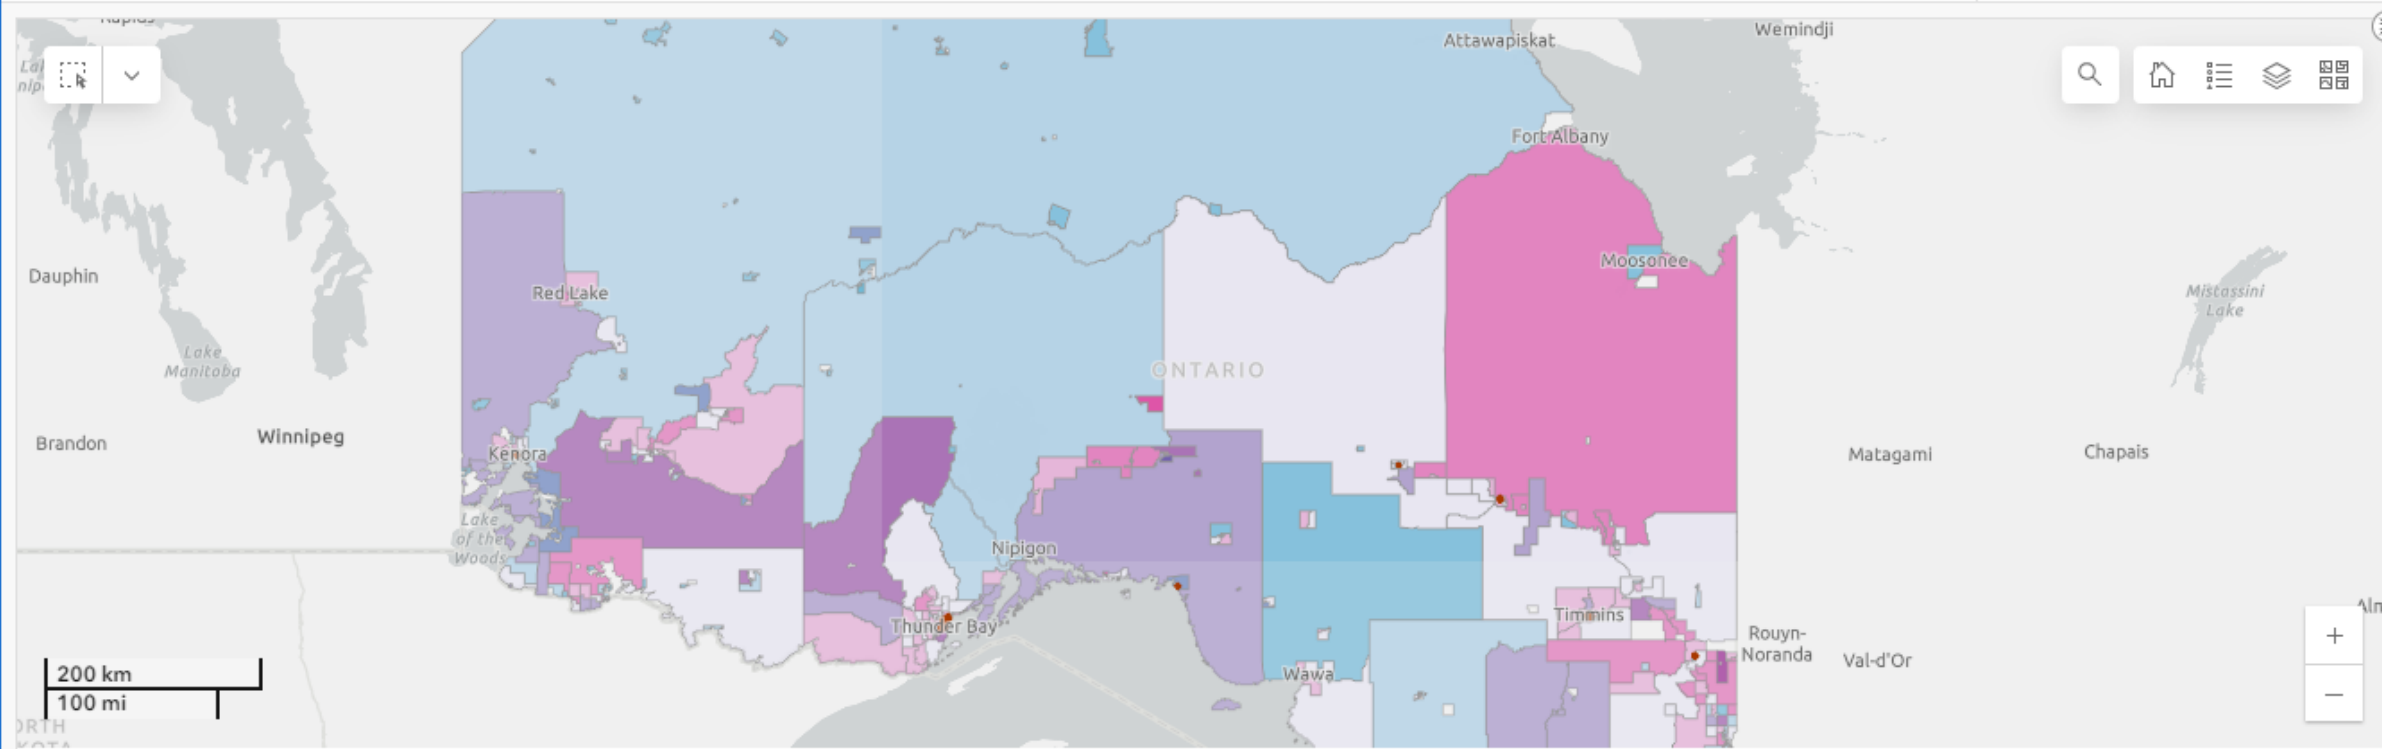 Rapids
Wemindji
Attawapiskat
Fort Albany
Moosonee
Dauphin
Red Lake
Mistassini
Lake
Lake
Manitoba
ONTARIO
Brandon
Winnipeg
Kenora
Matagami
Chapais
Lake
of the
Woods
Nipigon
Thunder Bay
Timmins
Rouyn-
Noranda
Val-d'Or
Wawa
200 km
100 mi